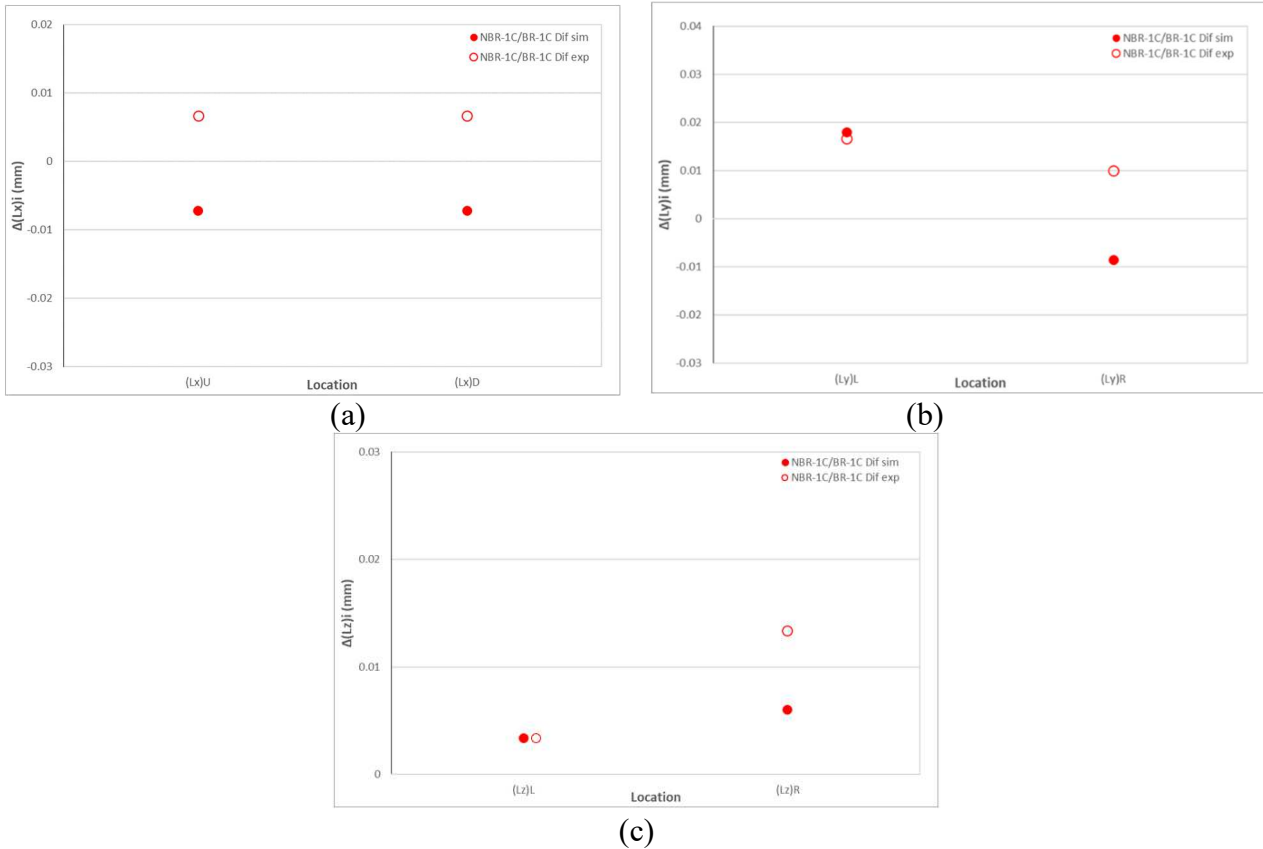 0.02
NBR-1C/BR-1C Dif sim
NBR-1C/BR-1C Dif exp
0.01
0
-0.01
-0.02
-0.03
Δ(Lx)i (mm)
(Lx)U
Location
(Lx)D
(a)
0.04
NBR-1C/BR-1C Dif sim
NBR-1C/BR-1C Dif exp
0.03
0.02
0.01
0
-0.01
-0.02
-0.03
Δ(Ly)i (mm)
(Ly)L
Location
(Ly)R
(b)
0.03
NBR-1C/BR-1C Dif sim
NBR-1C/BR-1C Dif exp
0.02
0.01
0
Δ(Lz)i (mm)
(Lz)L
Location
(Lz)R
(c)